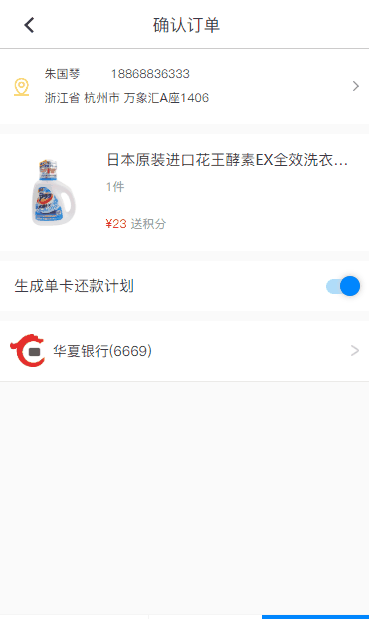 确认订单
朱国琴 18868836333
浙江省 杭州市 万象汇A座1406
日本原装进口花王酵素EX全效洗衣...
1件
¥23 送积分
生成单卡还款计划
华夏银行(6669)